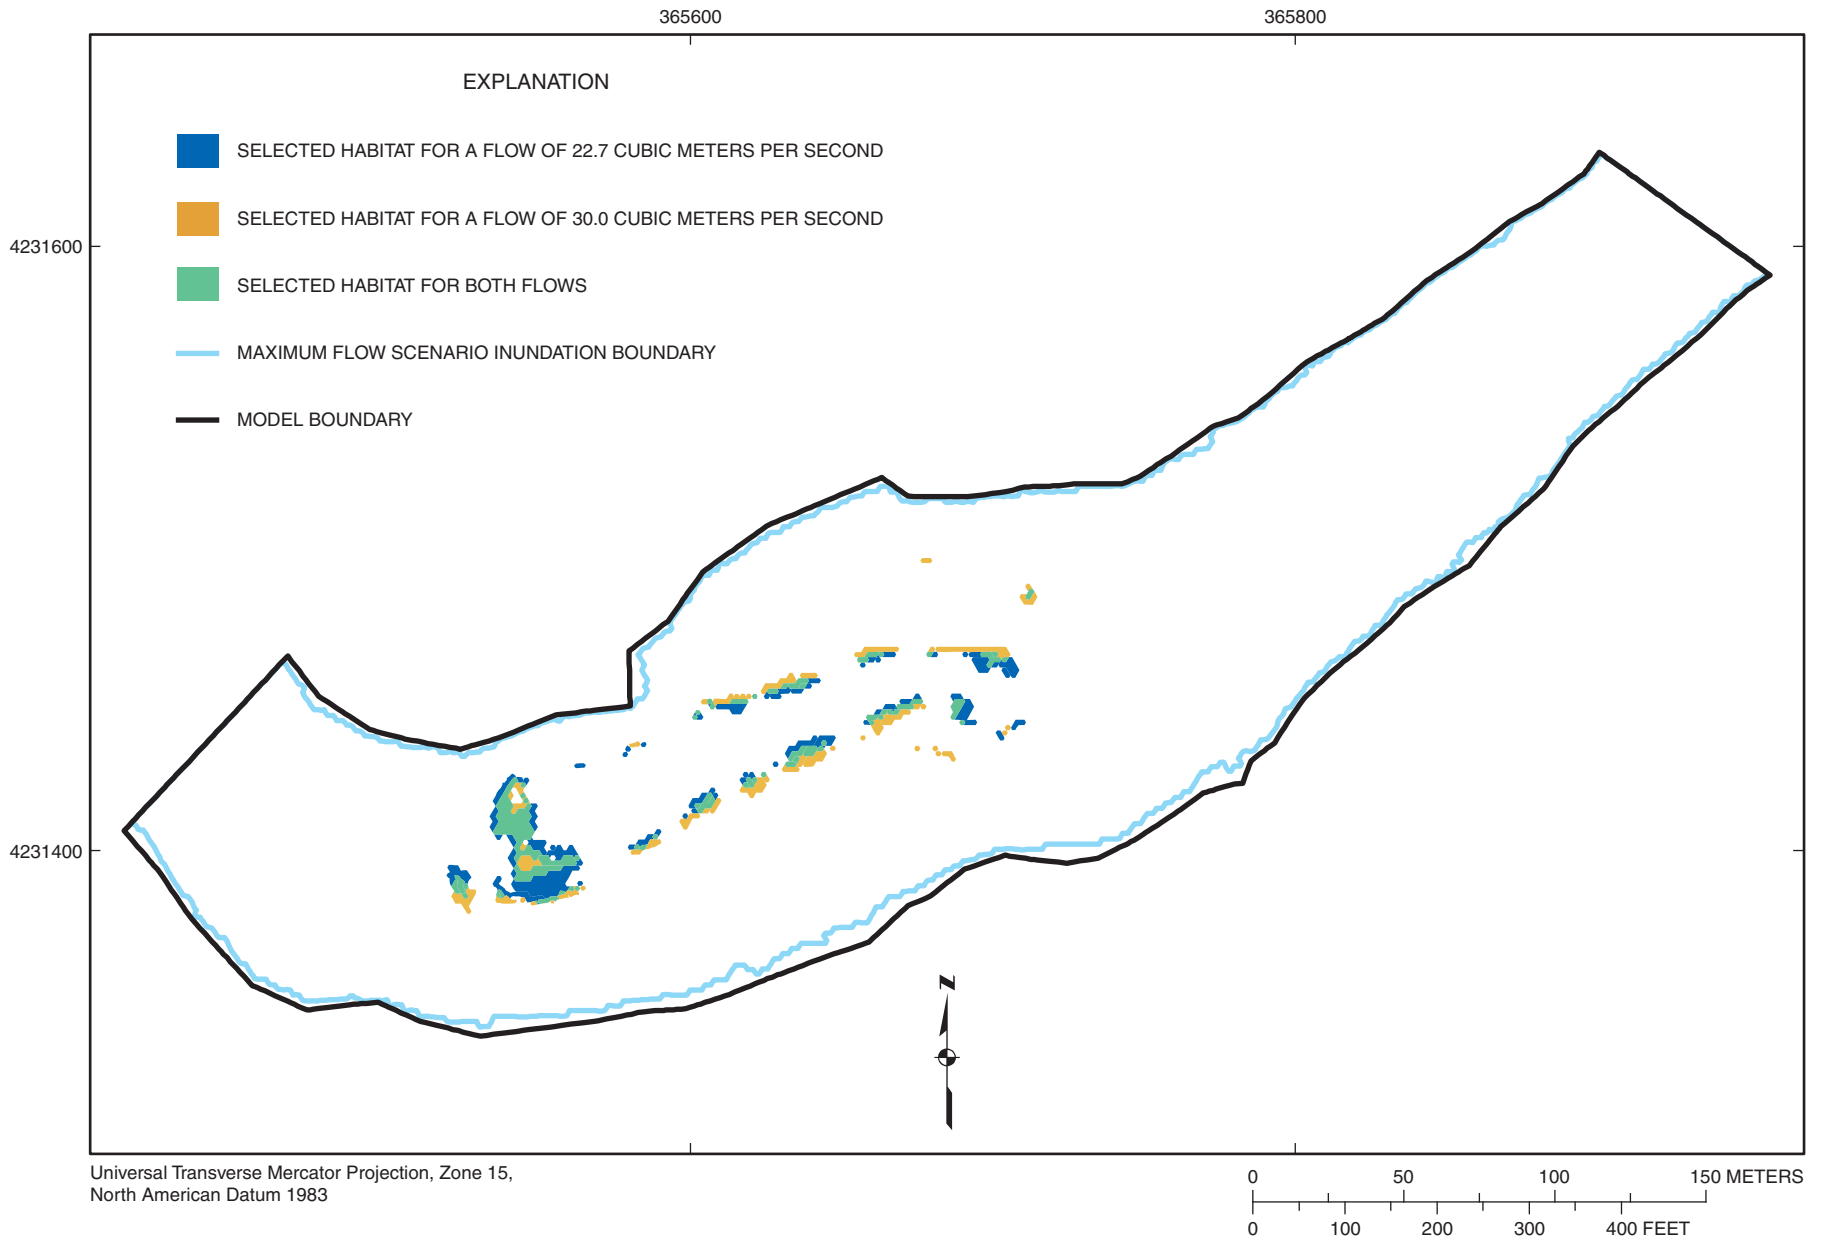 365600 365800
EXPLANATION
SELECTED HABITAT FOR A FLOW OF 22.7 CUBIC METERS PER SECOND
SELECTED HABITAT FOR A FLOW OF 30.0 CUBIC METERS PER SECOND
4231600
SELECTED HABITAT FOR BOTH FLOWS
MAXIMUM FLOW SCENARIO INUNDATION BOUNDARY
MODEL BOUNDARY
4231400
N
Universal Transverse Mercator Projection, Zone 15,
North American Datum 1983
0 50 100 150 METERS
0 100 200 300 400 FEET